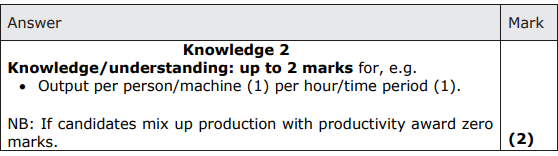 Answer Mark
Knowledge 2
Knowledge/understanding: up to 2 marks for, e.g.
• Output per person/machine (1) per hour/time period (1).
NB: If candidates mix up production with productivity award zero
marks. (2)